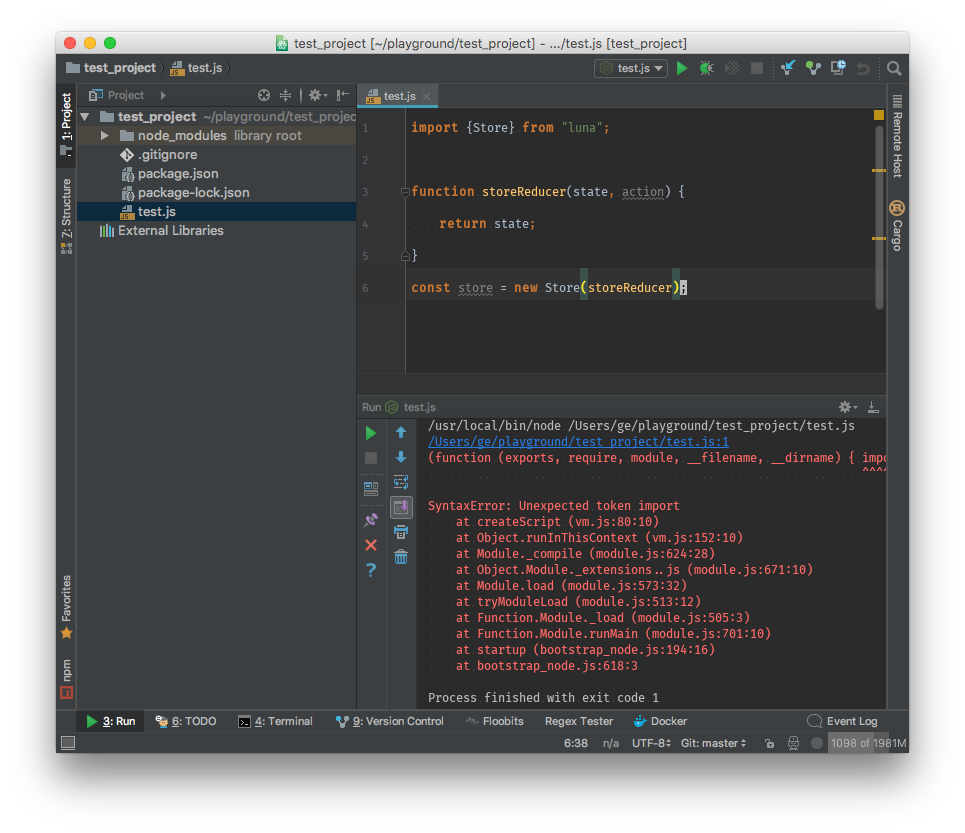 test_project [~/playground/test_project] - .../test.js [test_project]
test_project
test.js
test.js
1: Project
Z: Structure
Favorites
npm
Project
test_project ~/playground/test_projec
node_modules library root
.gitignore
package.json
package-lock.json
test.js
External Libraries
test.js
1 import {Store} from "luna";
2
3 function storeReducer(state, action) {
4 return state;
5 }
6 const store = new Store(storeReducer);
Remote Host
Cargo
Run test.js
/usr/local/bin/node /Users/ge/playground/test_project/test.js
/Users/ge/playground/test_project/test.js:1
(function (exports, require, module, __filename, __dirname) { impo
^^^^
SyntaxError: Unexpected token import
at createScript (vm.js:80:10)
at Object.runInThisContext (vm.js:152:10)
at Module._compile (module.js:624:28)
at Object.Module._extensions..js (module.js:671:10)
at Module.load (module.js:573:32)
at tryModuleLoad (module.js:513:12)
at Function.Module._load (module.js:505:3)
at Function.Module.runMain (module.js:701:10)
at startup (bootstrap_node.js:194:16)
at bootstrap_node.js:618:3
Process finished with exit code 1
3: Run
6: TODO
4: Terminal
9: Version Control
Floobits
Regex Tester
Docker
Event Log
6:38 n/a UTF-8 Git: master 1098 of 1981M